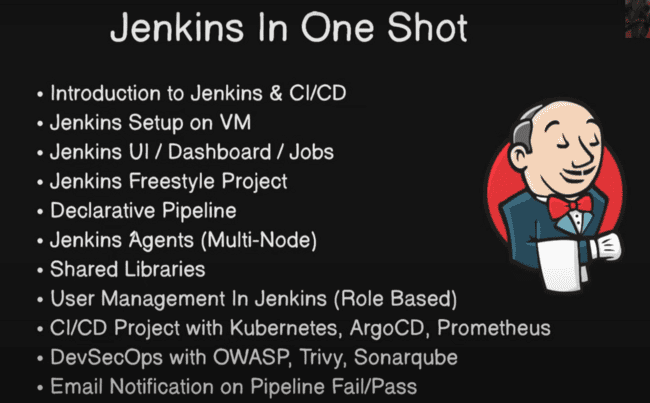 Jenkins In One Shot
• Introduction to Jenkins & CI/CD
• Jenkins Setup on VM
• Jenkins UI / Dashboard / Jobs
• Jenkins Freestyle Project
• Declarative Pipeline
• Jenkins Agents (Multi-Node)
• Shared Libraries
• User Management In Jenkins (Role Based)
• CI/CD Project with Kubernetes, ArgoCD, Prometheus
• DevSecOps with OWASP, Trivy, Sonarqube
• Email Notification on Pipeline Fail/Pass